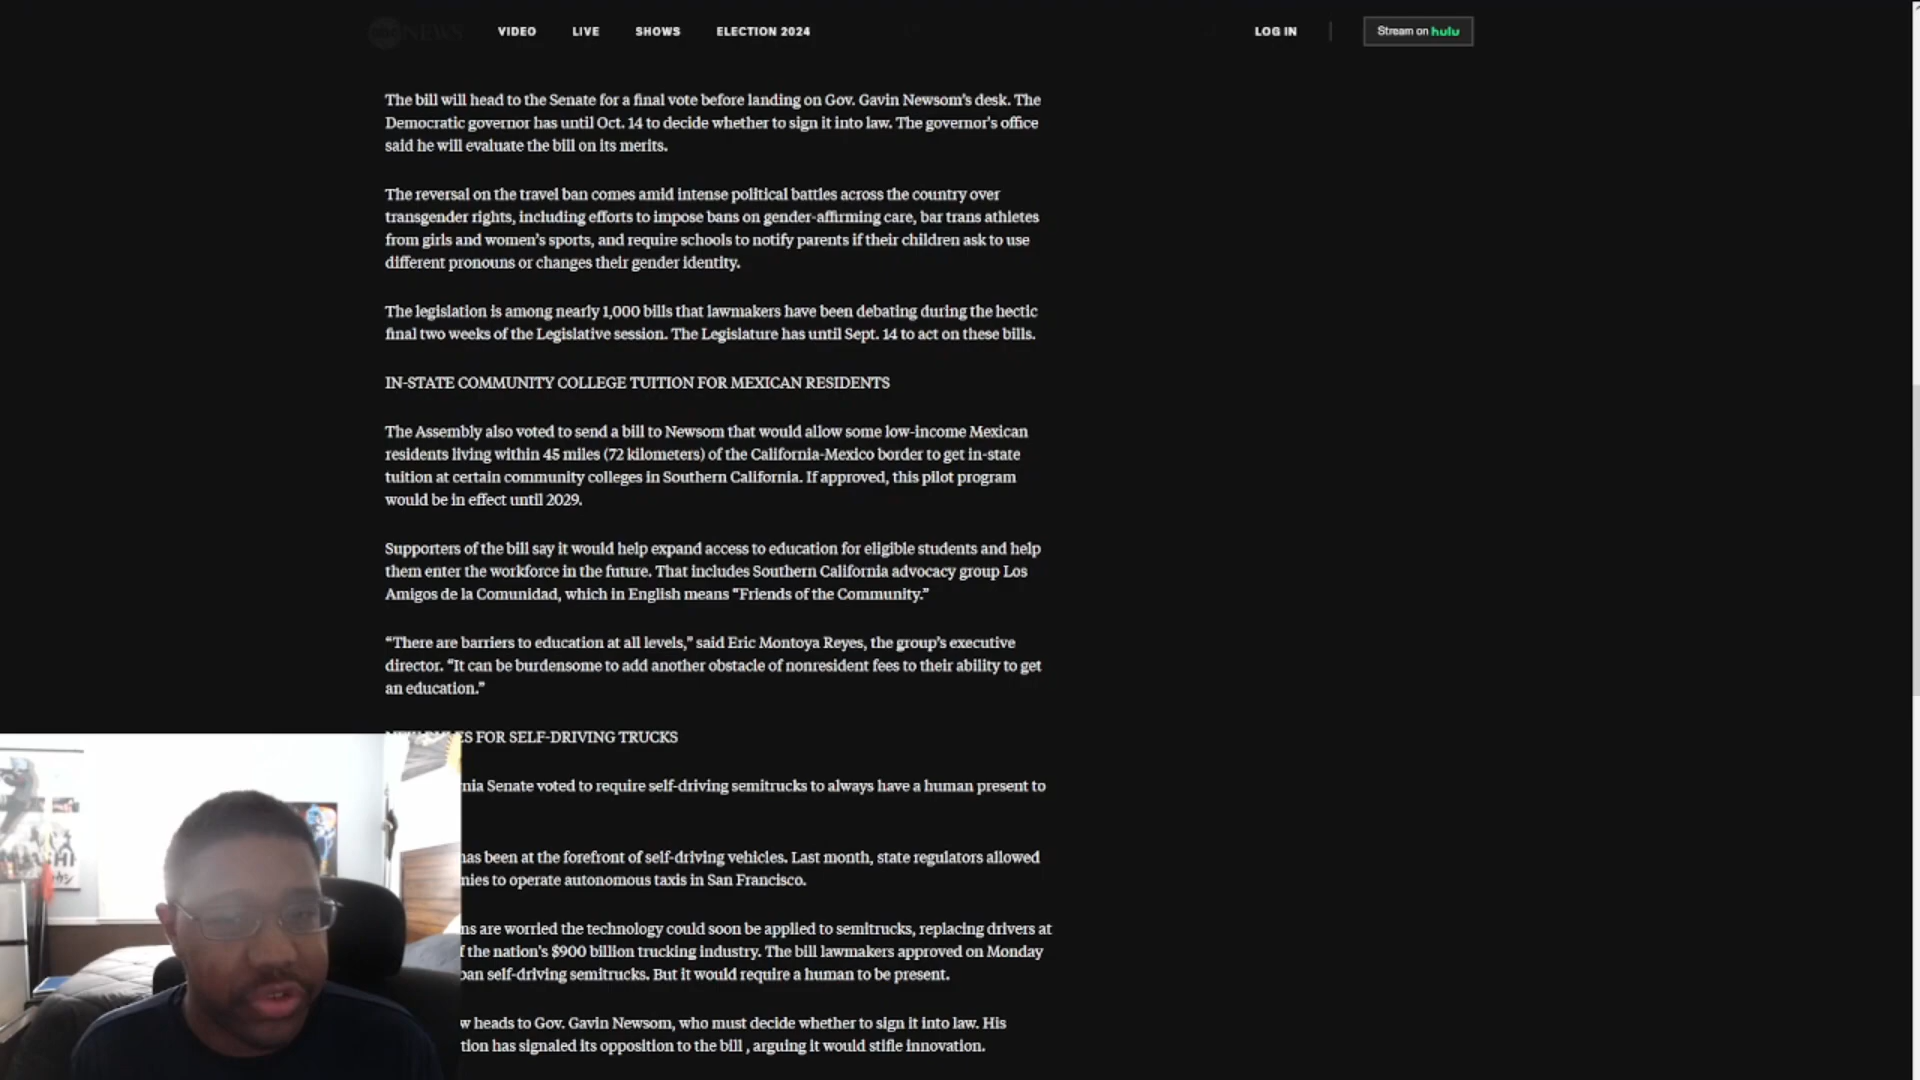 NEWS VIDEO LIVE SHOWS ELECTION 2024 LOG IN Stream on hulu
The bill will head to the Senate for a final vote before landing on Gov. Gavin Newsom's desk. The
Democratic governor has until Oct. 14 to decide whether to sign it into law. The governor's office
said he will evaluate the bill on its merits.
The reversal on the travel ban comes amid intense political battles across the country over
transgender rights, including efforts to impose bans on gender-affirming care, bar trans athletes
from girls and women's sports, and require schools to notify parents if their children ask to use
different pronouns or changes their gender identity.
The legislation is among nearly 1,000 bills that lawmakers have been debating during the hectic
final two weeks of the Legislative session. The Legislature has until Sept. 14 to act on these bills.
IN-STATE COMMUNITY COLLEGE TUITION FOR MEXICAN RESIDENTS
The Assembly also voted to send a bill to Newsom that would allow some low-income Mexican
residents living within 45 miles (72 kilometers) of the California-Mexico border to get in-state
tuition at certain community colleges in Southern California. If approved, this pilot program
would be in effect until 2029.
Supporters of the bill say it would help expand access to education for eligible students and help
them enter the workforce in the future. That includes Southern California advocacy group Los
Amigos de la Comunidad, which in English means “Friends of the Community.”
“There are barriers to education at all levels,” said Eric Montoya Reyes, the group's executive
director. “It can be burdensome to add another obstacle of nonresident fees to their ability to get
an education.”
FOR SELF-DRIVING TRUCKS
Senate voted to require self-driving semitrucks to always have a human present to
has been at the forefront of self-driving vehicles. Last month, state regulators allowed
to operate autonomous taxis in San Francisco.
are worried the technology could soon be applied to semitrucks, replacing drivers at
the nation's $900 billion trucking industry. The bill lawmakers approved on Monday
ban self-driving semitrucks. But it would require a human to be present.
heads to Gov. Gavin Newsom, who must decide whether to sign it into law. His
has signaled its opposition to the bill , arguing it would stifle innovation.